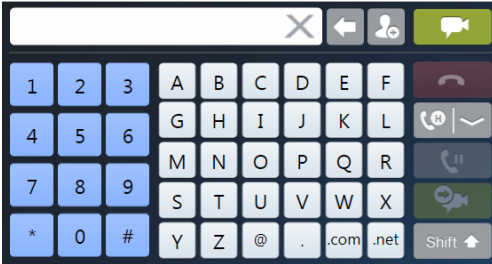 1 2 3 A B C D E F
4 5 6 G H I J K L H
M N O P Q R
7 8 9 S T U V W X
* 0 # Y Z @ . .com .net Shift